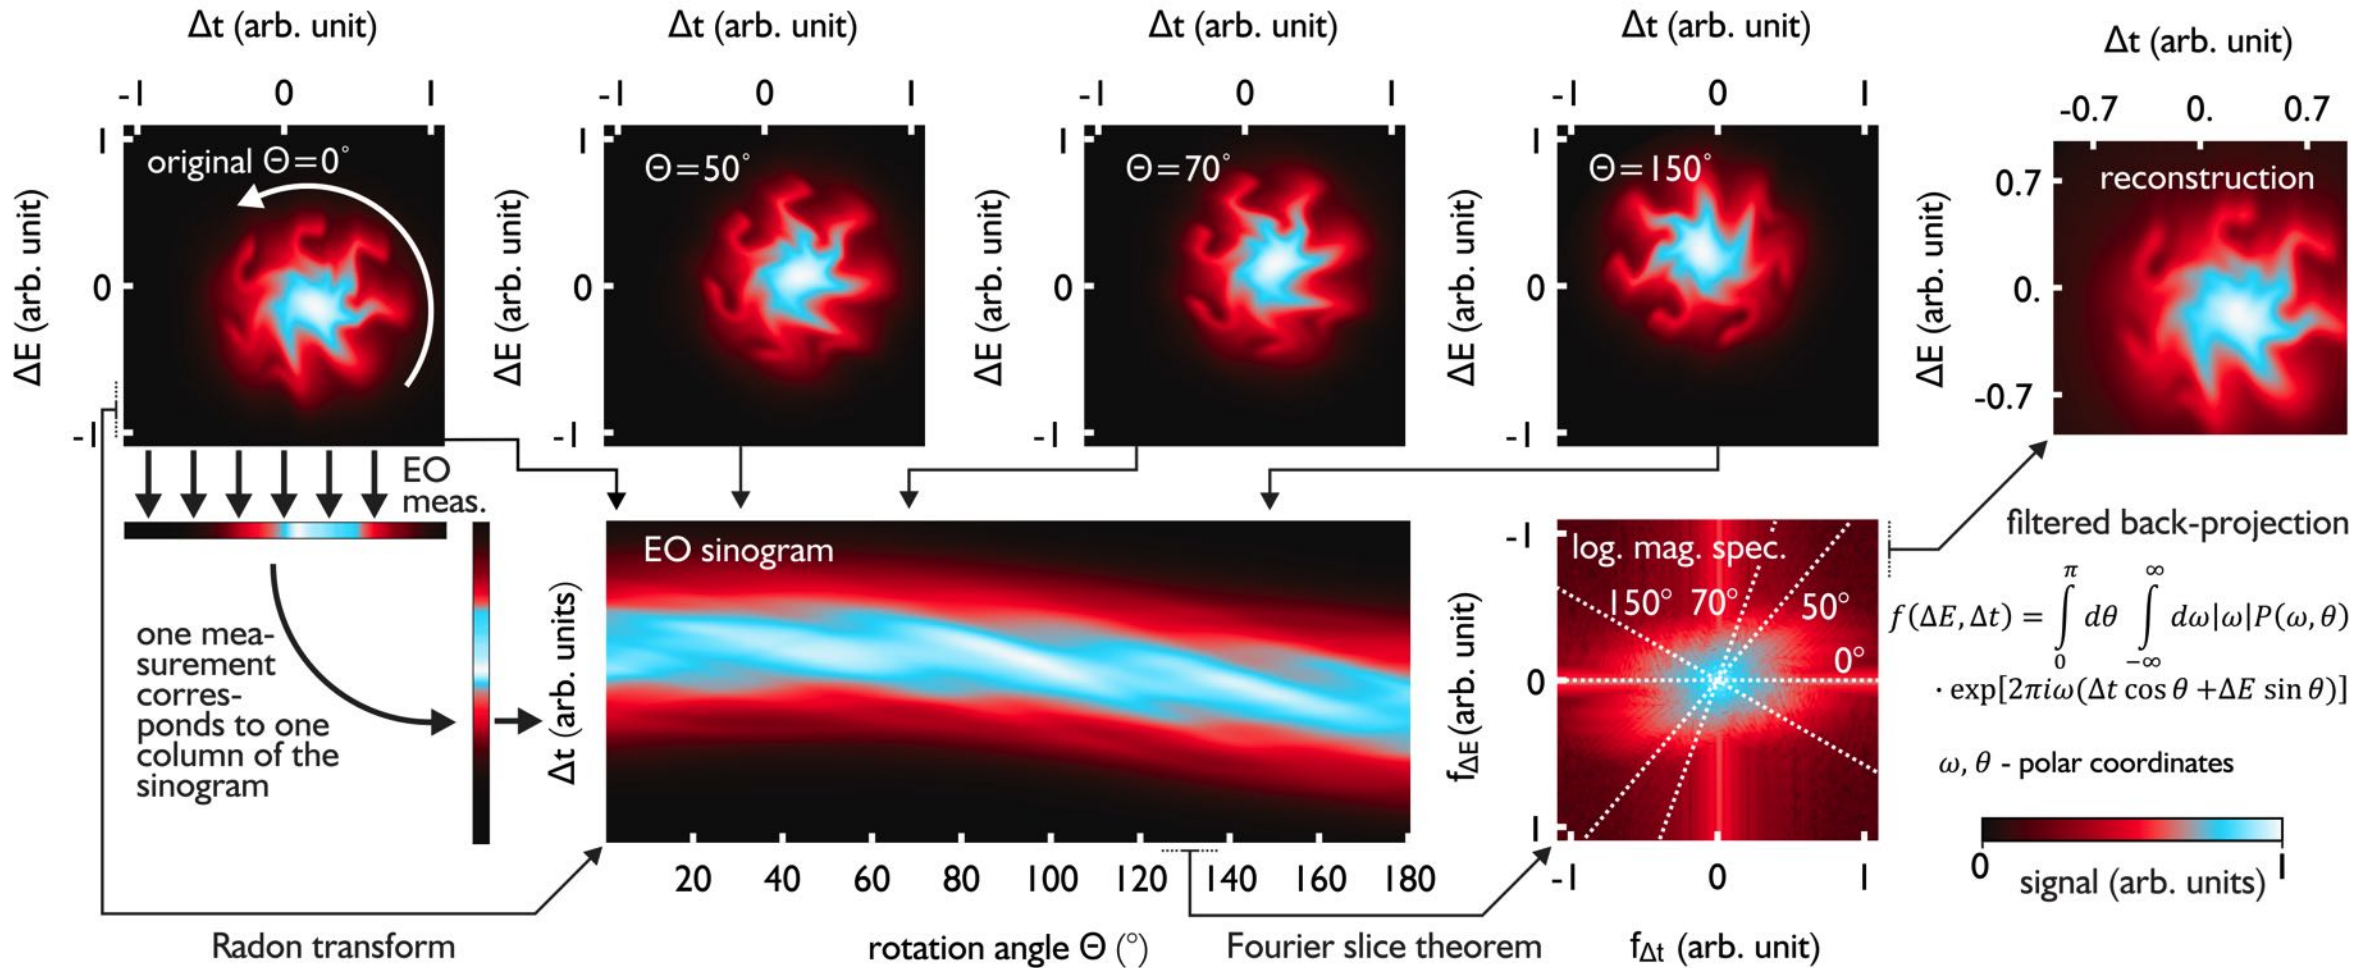 Δt (arb. unit)
Δt (arb. unit)
Δt (arb. unit)
Δt (arb. unit)
Δt (arb. unit)
-1 0 1
-1 0 1
-1 0 1
-1 0 1
-0.7 0. 0.7
ΔE (arb. unit)
1
0
-1
original Θ=0°
ΔE (arb. unit)
1
0
-1
Θ=50°
ΔE (arb. unit)
1
0
-1
Θ=70°
ΔE (arb. unit)
1
0
-1
Θ=150°
ΔE (arb. unit)
0.7
0.
-0.7
reconstruction
EO
meas.
one mea-
surement
corres-
ponds to one
column of the
sinogram
Δt (arb. units)
EO sinogram
20 40 60 80 100 120 140 160 180
rotation angle Θ (°)
Radon transform
Fourier slice theorem
f_ΔE (arb. unit)
-1
0
1
log. mag. spec.
150° 70° 50°
0°
-1 0 1
f_Δt (arb. unit)
filtered back-projection
f(ΔE, Δt) = ∫_0^π dθ ∫_{-∞}^{∞} dω|ω|P(ω, θ)
· exp[2πiω(Δt cos θ +ΔE sin θ)]
ω, θ - polar coordinates
0 1
signal (arb. units)